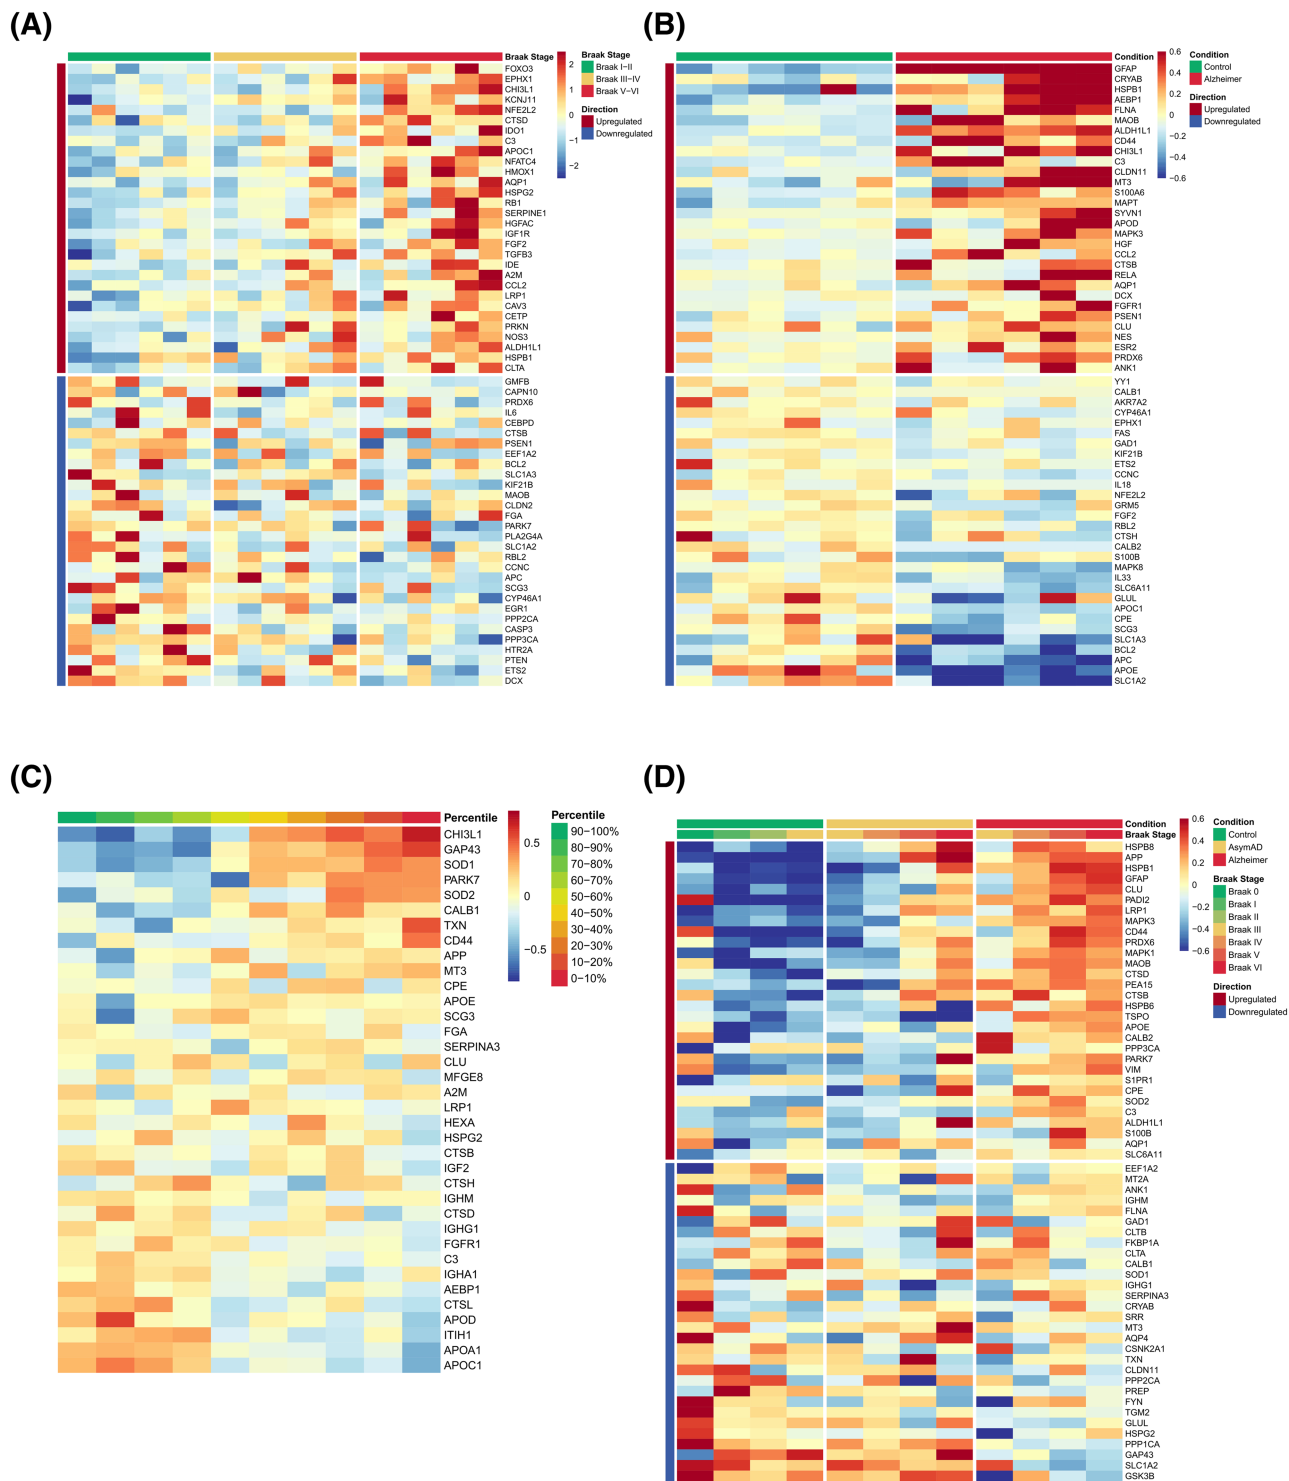 (A)
Braak Stage
FOXO3
EPHX1
CHI3L1
KCNJ11
NFE2L2
CTSD
IDO1
C3
APOC1
NFATC4
HMOX1
AQP1
HSPG2
RB1
SERPINE1
HGFAC
IGF1R
FGF2
TGFB3
IDE
A2M
CCL2
LRP1
CAV3
CETP
PRKN
NOS3
ALDH1L1
HSPB1
CLTA
GMFB
CAPN10
PRDX6
IL6
CEBPD
CTSB
PSEN1
EEF1A2
BCL2
SLC1A3
KIF21B
MAOB
CLDN2
FGA
PARK7
PLA2G4A
SLC1A2
RBL2
CCNC
APC
SCG3
CYP46A1
EGR1
PPP2CA
CASP3
PPP3CA
HTR2A
PTEN
ETS2
DCX
2
1
0
−1
−2
Braak Stage
Braak I−II
Braak III−IV
Braak V−VI
Direction
Upregulated
Downregulated
(B)
Condition
GFAP
CRYAB
HSPB1
AEBP1
FLNA
MAOB
ALDH1L1
CD44
CHI3L1
C3
CLDN11
MT3
S100A6
MAPT
SYVN1
APOD
MAPK3
HGF
CCL2
CTSB
RELA
AQP1
DCX
FGFR1
PSEN1
CLU
NES
ESR2
PRDX6
ANK1
YY1
CALB1
AKR7A2
CYP46A1
EPHX1
FAS
GAD1
KIF21B
ETS2
CCNC
IL18
NFE2L2
GRM5
FGF2
RBL2
CTSH
CALB2
S100B
MAPK8
IL33
SLC6A11
GLUL
APOC1
CPE
SCG3
SLC1A3
BCL2
APC
APOE
SLC1A2
0.6
0.4
0.2
0
−0.2
−0.4
−0.6
Condition
Control
Alzheimer
Direction
Upregulated
Downregulated
(C)
Percentile
CHI3L1
GAP43
SOD1
PARK7
SOD2
CALB1
TXN
CD44
APP
MT3
CPE
APOE
SCG3
FGA
SERPINA3
CLU
MFGE8
A2M
LRP1
HEXA
HSPG2
CTSB
IGF2
CTSH
IGHM
CTSD
IGHG1
FGFR1
C3
IGHA1
AEBP1
CTSL
APOD
ITIH1
APOA1
APOC1
0.5
0
−0.5
Percentile
90−100%
80−90%
70−80%
60−70%
50−60%
40−50%
30−40%
20−30%
10−20%
0−10%
(D)
Condition
Braak Stage
HSPB8
APP
HSPB1
GFAP
CLU
PADI2
LRP1
MAPK3
CD44
PRDX6
MAPK1
MAOB
CTSD
PEA15
CTSB
HSPB6
TSPO
APOE
CALB2
PPP3CA
PARK7
VIM
S1PR1
CPE
SOD2
C3
ALDH1L1
S100B
AQP1
SLC6A11
EEF1A2
MT2A
ANK1
IGHM
FLNA
GAD1
CLTB
FKBP1A
CLTA
CALB1
SOD1
IGHG1
SERPINA3
CRYAB
SRR
MT3
AQP4
CSNK2A1
TXN
CLDN11
PPP2CA
PREP
FYN
TGM2
GLUL
HSPG2
PPP1CA
GAP43
SLC1A2
GSK3B
0.6
0.4
0.2
0
−0.2
−0.4
−0.6
Condition
Control
AsymAD
Alzheimer
Braak Stage
Braak 0
Braak I
Braak II
Braak III
Braak IV
Braak V
Braak VI
Direction
Upregulated
Downregulated